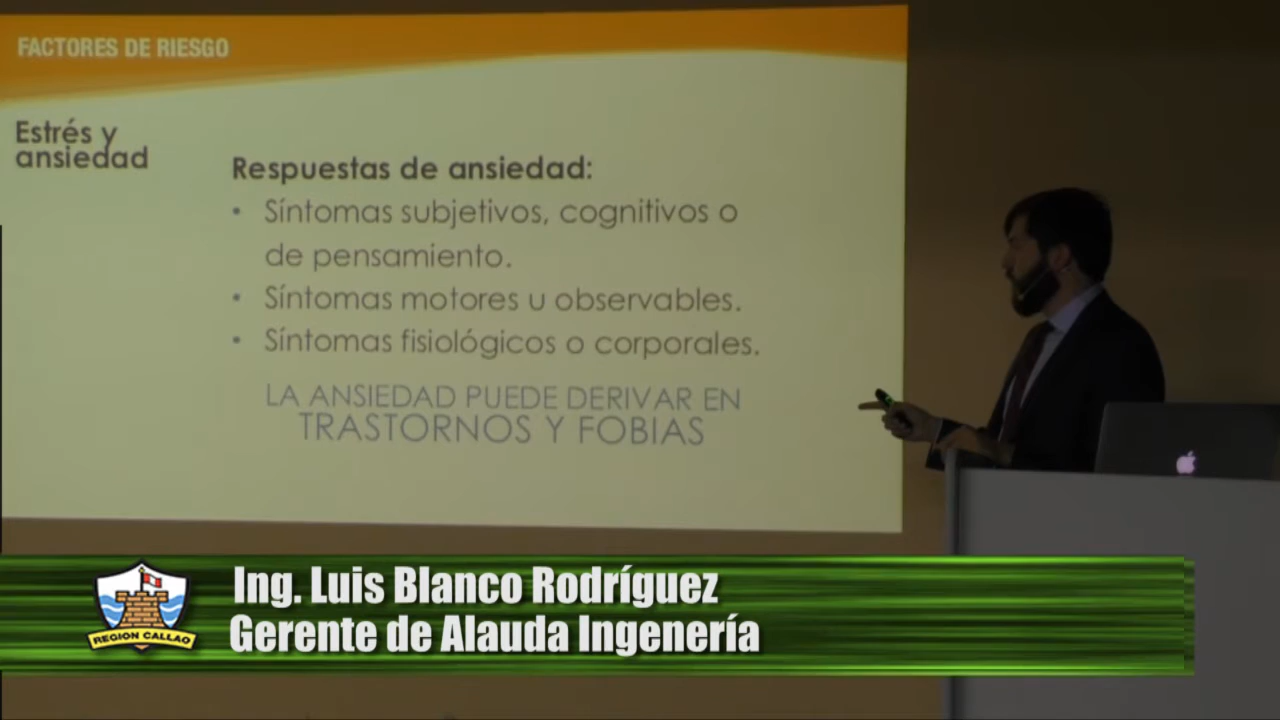 FACTORES DE RIESGO
Estrés y
ansiedad
Respuestas de ansiedad:
• Síntomas subjetivos, cognitivos o
de pensamiento.
• Síntomas motores u observables.
• Síntomas fisiológicos o corporales.
LA ANSIEDAD PUEDE DERIVAR EN
TRASTORNOS Y FOBIAS
Ing. Luis Blanco Rodríguez
Gerente de Alauda Ingenería
REGION CALLAO